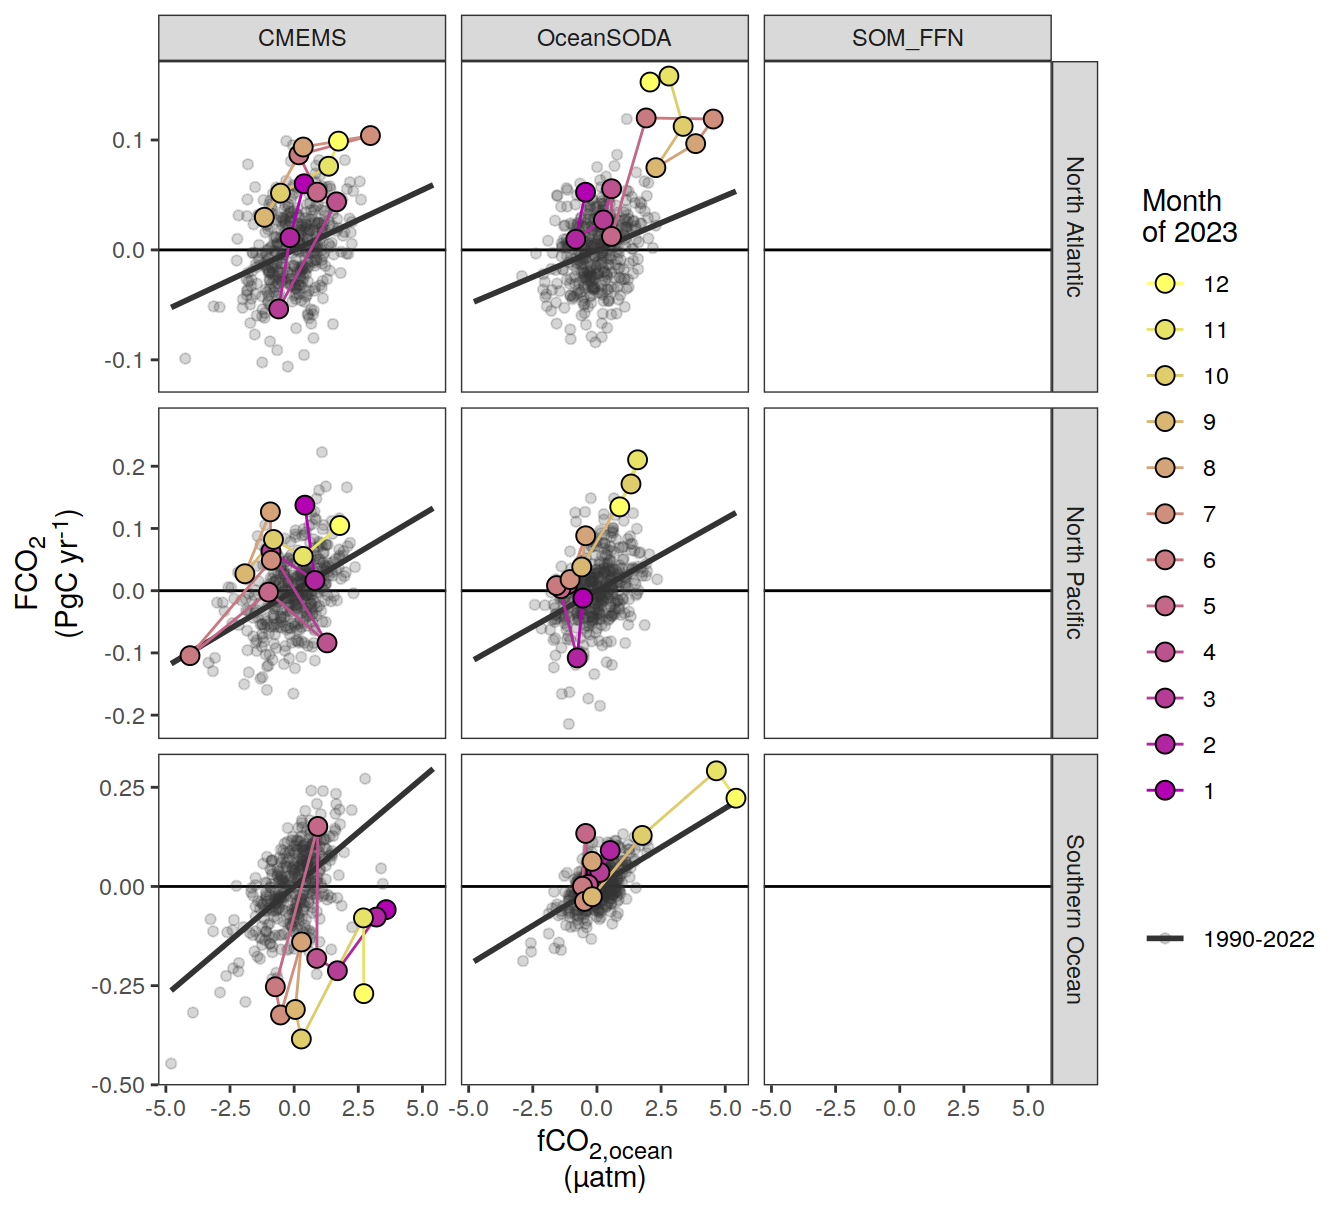 CMEMS OceanSODA SOM_FFN
0.1
0.0
-0.1
North Atlantic
0.2
0.1
0.0
-0.1
-0.2
North Pacific
0.25
0.00
-0.25
-0.50
Southern Ocean
-5.0 -2.5 0.0 2.5 5.0 -5.0 -2.5 0.0 2.5 5.0 -5.0 -2.5 0.0 2.5 5.0
FCO₂
(PgC yr⁻¹)
fCO₂,ocean
(µatm)
Month
of 2023
12
11
10
9
8
7
6
5
4
3
2
1
1990-2022